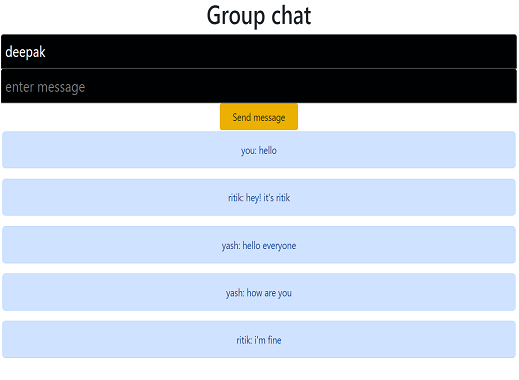 Group chat
deepak
enter message
Send message
you: hello
ritik: hey! it's ritik
yash: hello everyone
yash: how are you
ritik: i'm fine